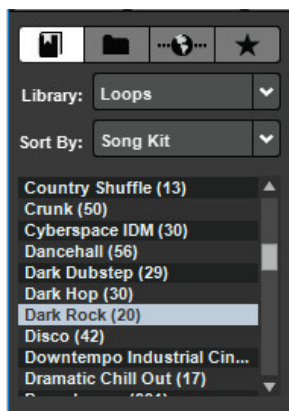 Library: Loops
Sort By: Song Kit
Country Shuffle (13)
Crunk (50)
Cyberspace IDM (30)
Dancehall (56)
Dark Dubstep (29)
Dark Hop (30)
Dark Rock (20)
Disco (42)
Downtempo Industrial Cin...
Dramatic Chill Out (17)